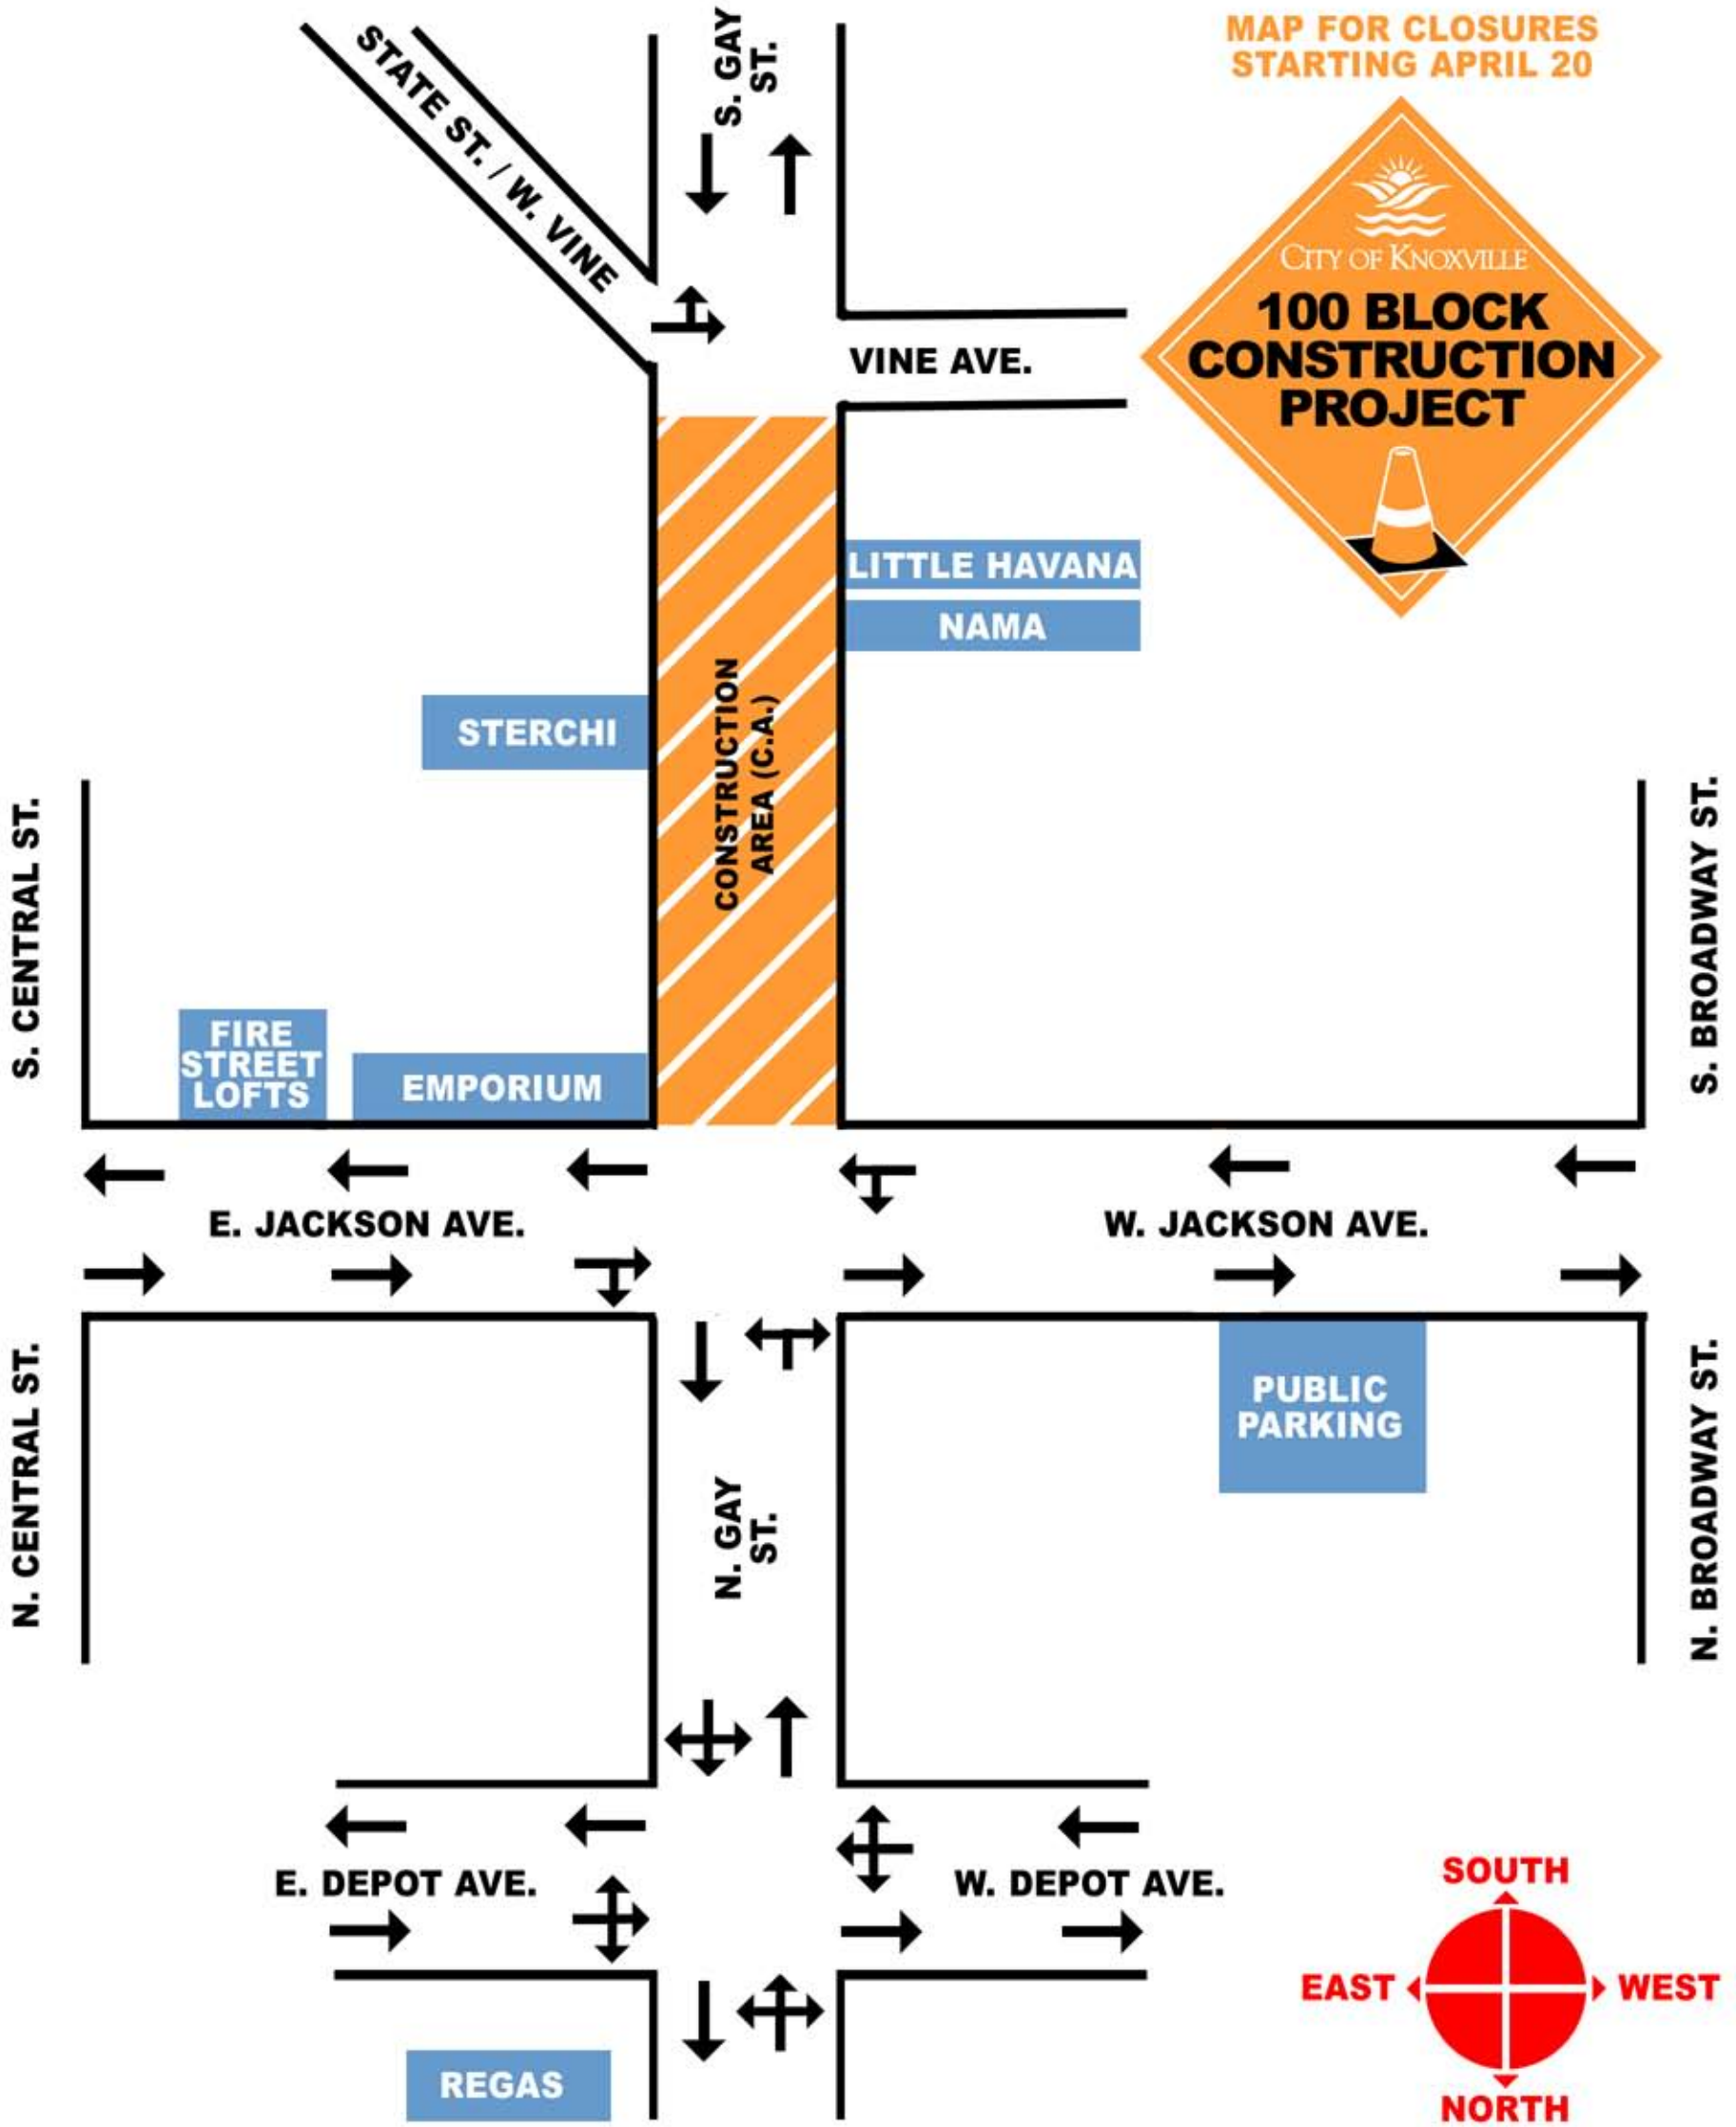 MAP FOR CLOSURES
STARTING APRIL 20
CITY OF KNOXVILLE
100 BLOCK
CONSTRUCTION
PROJECT
STATE ST. / W. VINE
S. GAY
ST.
VINE AVE.
LITTLE HAVANA
NAMA
STERCHI
CONSTRUCTION
AREA (C.A.)
S. CENTRAL ST.
S. BROADWAY ST.
FIRE
STREET
LOFTS
EMPORIUM
E. JACKSON AVE.
W. JACKSON AVE.
N. CENTRAL ST.
N. GAY
ST.
PUBLIC
PARKING
N. BROADWAY ST.
E. DEPOT AVE.
W. DEPOT AVE.
SOUTH
EAST
WEST
NORTH
REGAS